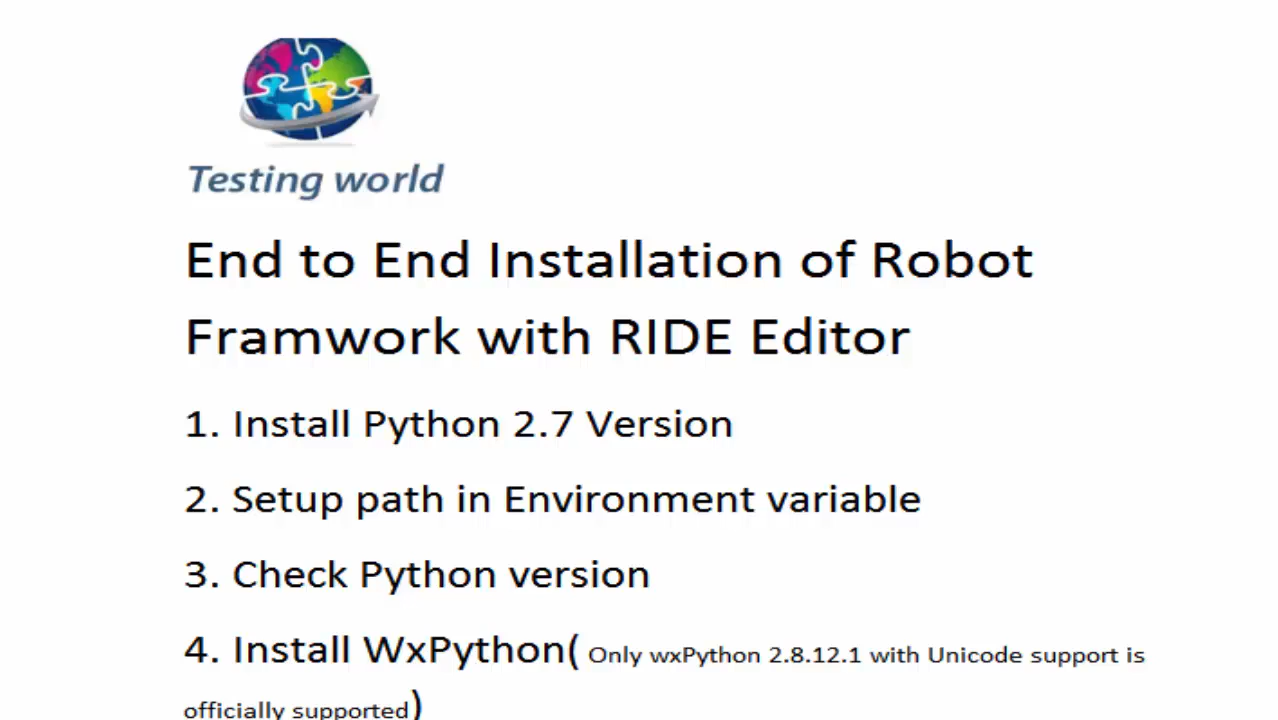 Testing world
End to End Installation of Robot
Framwork with RIDE Editor
1. Install Python 2.7 Version
2. Setup path in Environment variable
3. Check Python version
4. Install WxPython( Only wxPython 2.8.12.1 with Unicode support is
officially supported)